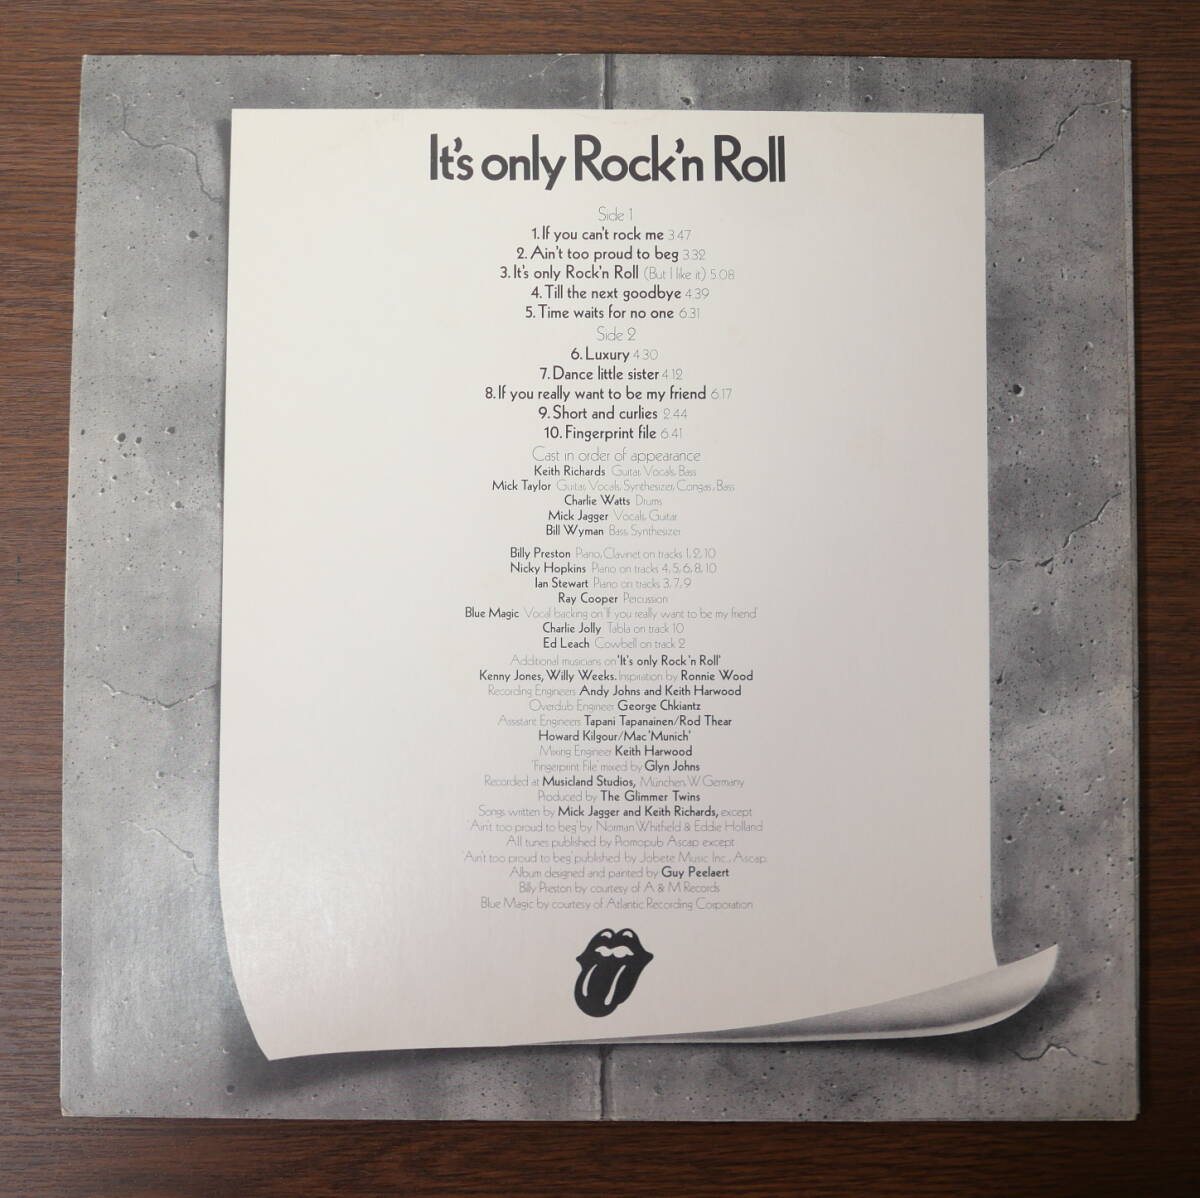 It's only Rock'n Roll
Side 1
1. If you can't rock me 3.47
2. Ain't too proud to beg 3.32
3. It's only Rock'n Roll (But I like it) 5.08
4. Till the next goodbye 4.39
5. Time waits for no one 6.31
Side 2
6. Luxury 4.30
7. Dance little sister 4.12
8. If you really want to be my friend 6.17
9. Short and curlies 2.44
10. Fingerprint file 6.41
Cast in order of appearance
Keith Richards Guitar, Vocals, Bass
Mick Taylor Guitar, Vocals, Synthesizer, Congas, Bass
Charlie Watts Drums
Mick Jagger Vocals, Guitar
Bill Wyman Bass, Synthesizer
Billy Preston Piano, Clavinet on tracks 1, 2, 10
Nicky Hopkins Piano on tracks 4, 5, 6, 8, 10
Ian Stewart Piano on tracks 3, 7, 9
Ray Cooper Percussion
Blue Magic Vocal backing on 'If you really want to be my friend'
Charlie Jolly Tabla on track 10
Ed Leach Cowbell on track 2
Additional musicians on 'It's only Rock 'n Roll'
Kenny Jones, Willy Weeks. Inspiration by Ronnie Wood
Recording Engineers Andy Johns and Keith Harwood
Overdub Engineer George Chkiantz
Assistant Engineers Tapani Tapanainen/Rod Thear
Howard Kilgour/Mac 'Munich'
Mixing Engineer Keith Harwood
'Fingerprint File' mixed by Glyn Johns
Recorded at Musicland Studios, München, W. Germany
Produced by The Glimmer Twins
Songs written by Mick Jagger and Keith Richards, except
'Ain't too proud to beg' by Norman Whitfield & Eddie Holland
All tunes published by Promopub Ascap except
'Ain't too proud to beg' published by Jobete Music Inc., Ascap.
Album designed and painted by Guy Peelaert
Billy Preston by courtesy of A & M Records
Blue Magic by courtesy of Atlantic Recording Corporation